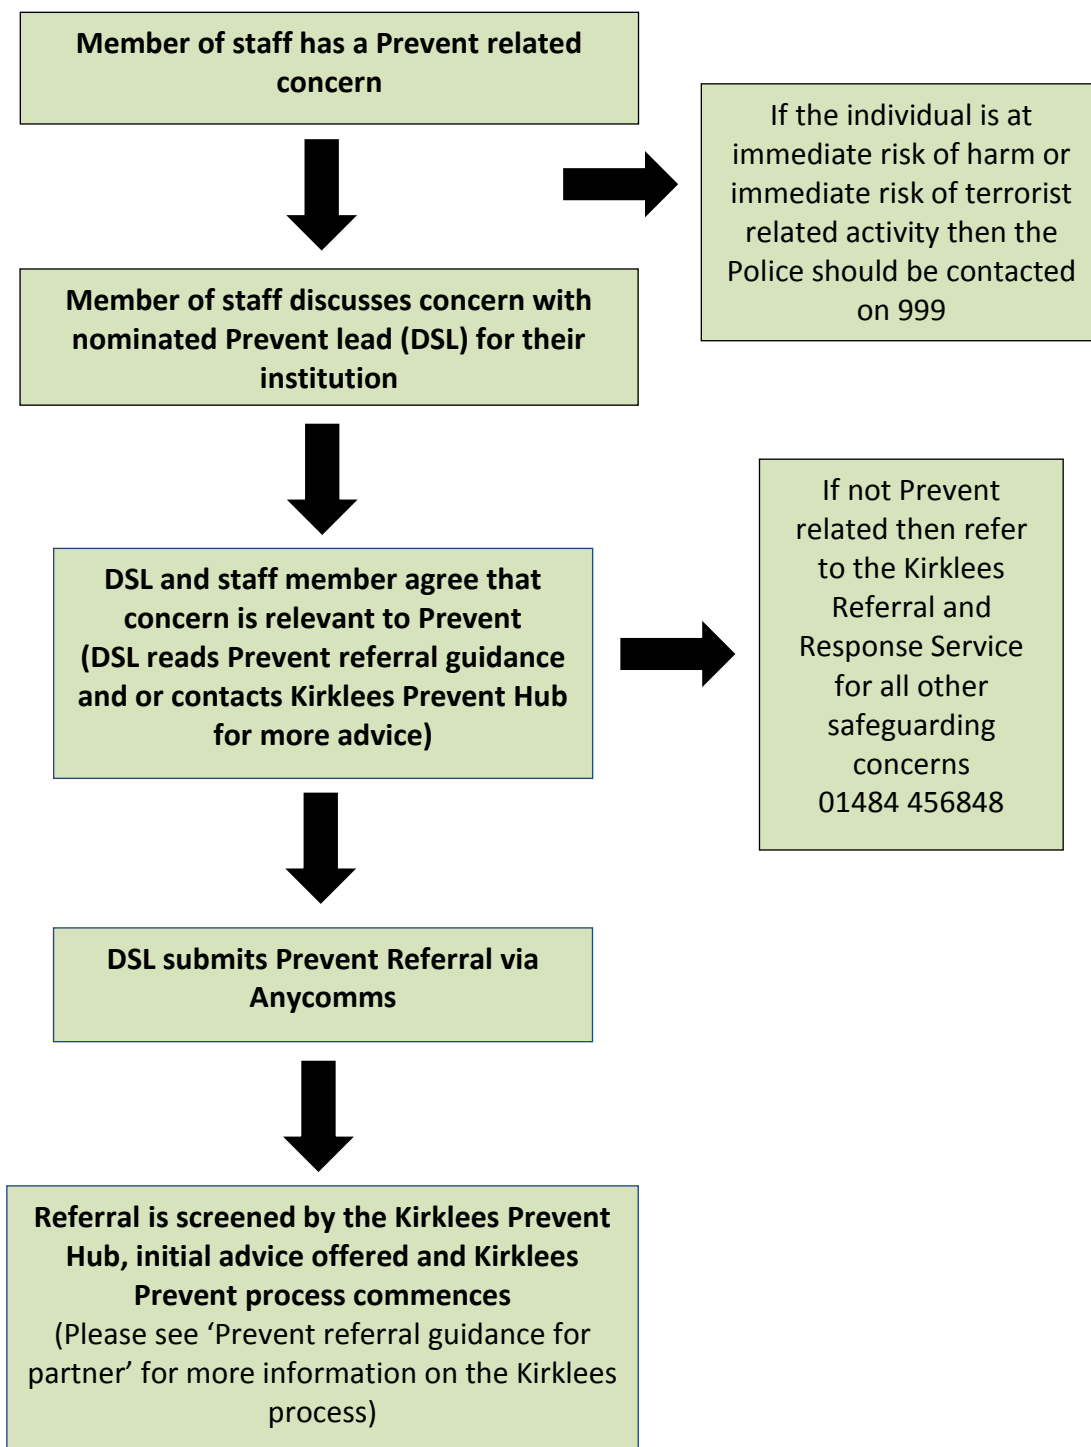 Member of staff has a Prevent related
concern
If the individual is at
immediate risk of harm or
immediate risk of terrorist
related activity then the
Police should be contacted
on 999
Member of staff discusses concern with
nominated Prevent lead (DSL) for their
institution
DSL and staff member agree that
concern is relevant to Prevent
(DSL reads Prevent referral guidance
and or contacts Kirklees Prevent Hub
for more advice)
If not Prevent
related then refer
to the Kirklees
Referral and
Response Service
for all other
safeguarding
concerns
01484 456848
DSL submits Prevent Referral via
Anycomms
Referral is screened by the Kirklees Prevent
Hub, initial advice offered and Kirklees
Prevent process commences
(Please see ‘Prevent referral guidance for
partner’ for more information on the Kirklees
process)